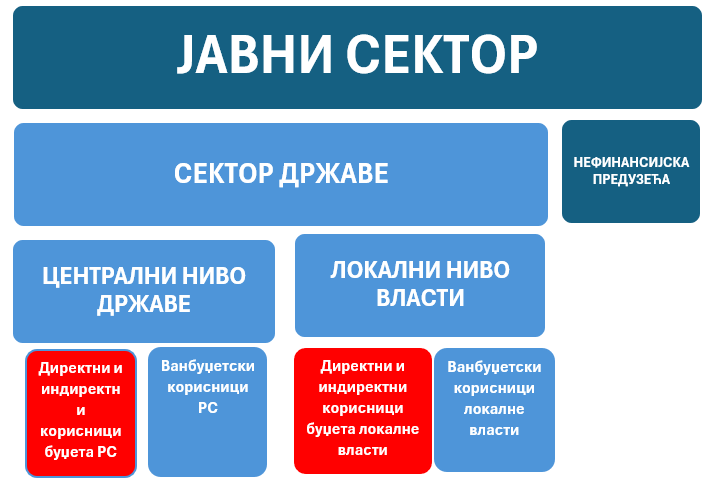 ЈАВНИ СЕКТОР
СЕКТОР ДРЖАВЕ
НЕФИНАНСИЈСКА
ПРЕДУЗЕЋА
ЦЕНТРАЛНИ НИВО
ДРЖАВЕ
ЛОКАЛНИ НИВО
ВЛАСТИ
Директни и
индиректн
и
корисници
буџета РС
Ванбуџетски
корисници
РС
Директни и
индиректни
корисници
буџета локалне
власти
Ванбуџетски
корисници
локалне
власти